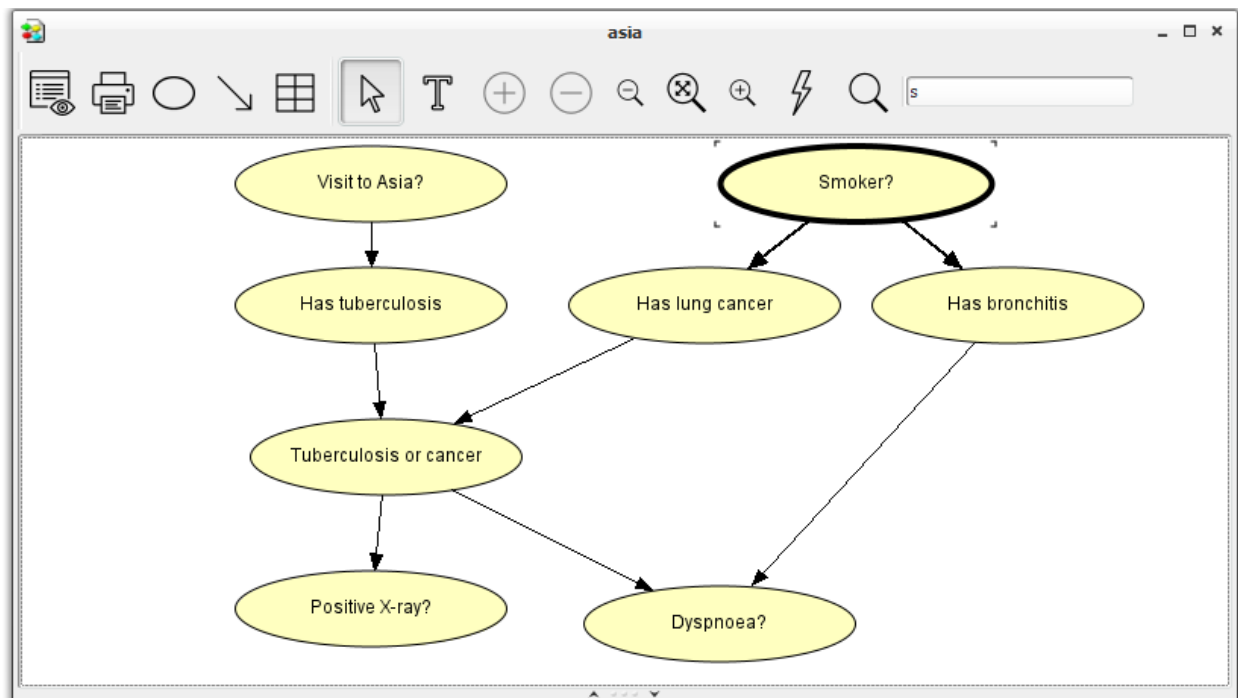 asia
s
Visit to Asia?
Smoker?
Has tuberculosis
Has lung cancer
Has bronchitis
Tuberculosis or cancer
Positive X-ray?
Dyspnoea?